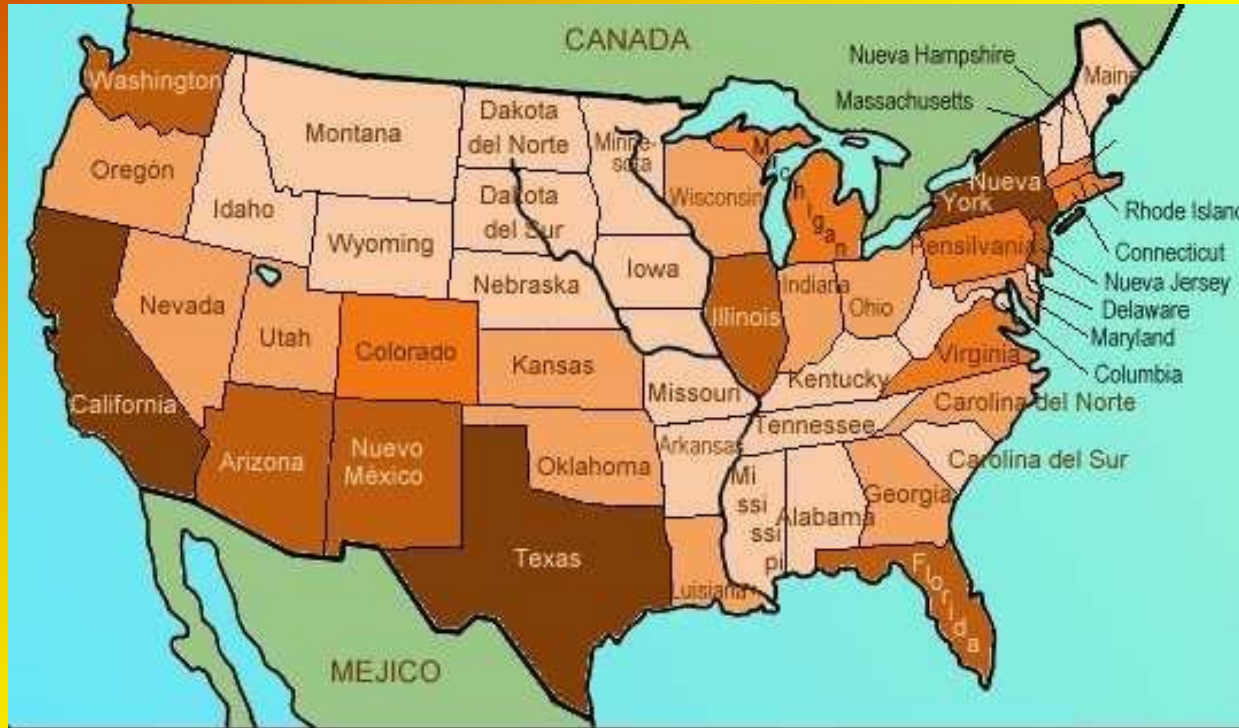 CANADA
Nueva Hampshire
Massachusetts
Maine
Washington
Montana
Dakota
del Norte
Minne-
sota
Oregón
Idaho
Dakota
del Sur
Wisconsin
Michigan
Nueva
York
Wyoming
Iowa
Pensilvania
Rhode Island
Connecticut
Nueva Jersey
Delaware
Maryland
Columbia
Nebraska
Nevada
Utah
Colorado
Kansas
Illinois
Indiana
Ohio
Virginia
Missouri
Kentucky
California
Arizona
Nuevo
México
Oklahoma
Arkansas
Tennessee
Carolina del Norte
Carolina del Sur
Mi
ssi
ssi
pi
Alabama
Georgia
Texas
Luisiana
Florida
MEJICO